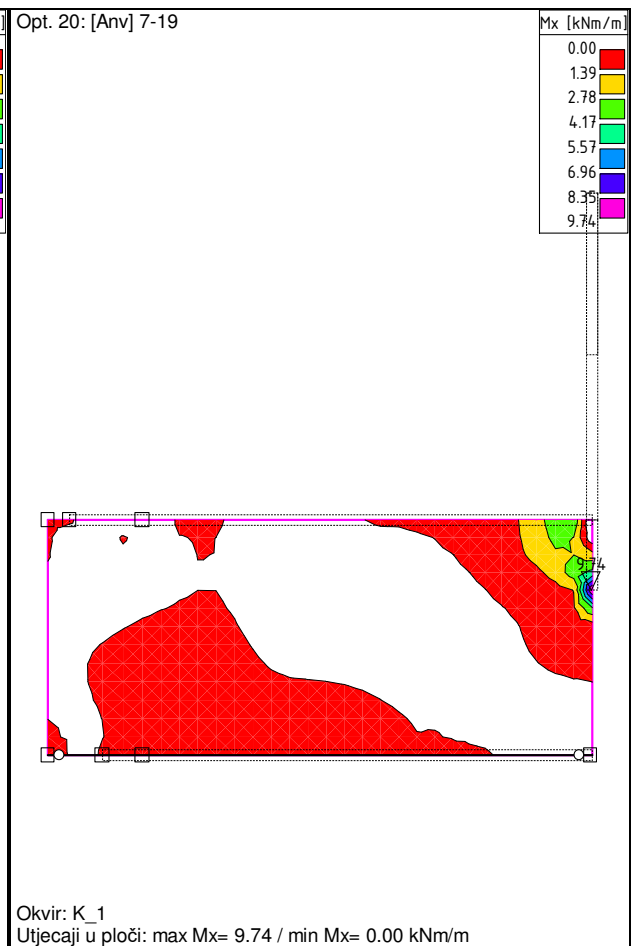 Opt. 20: [Anv] 7-19
]
Mx [kNm/m]
0.00
1.39
2.78
4.17
5.57
6.96
8.35
9.74
9.74
Okvir: K_1
Utjecaji u ploči: max Mx= 9.74 / min Mx= 0.00 kNm/m